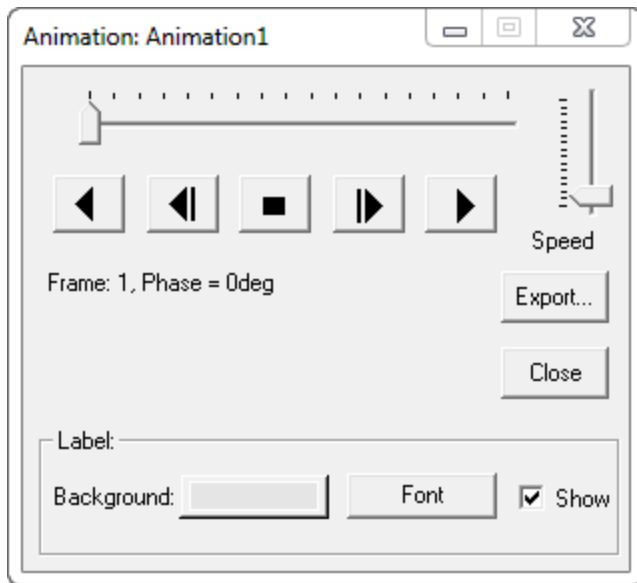 Animation: Animation1
Speed
Frame: 1, Phase = 0deg
Export...
Close
Label:
Background:
Font
Show